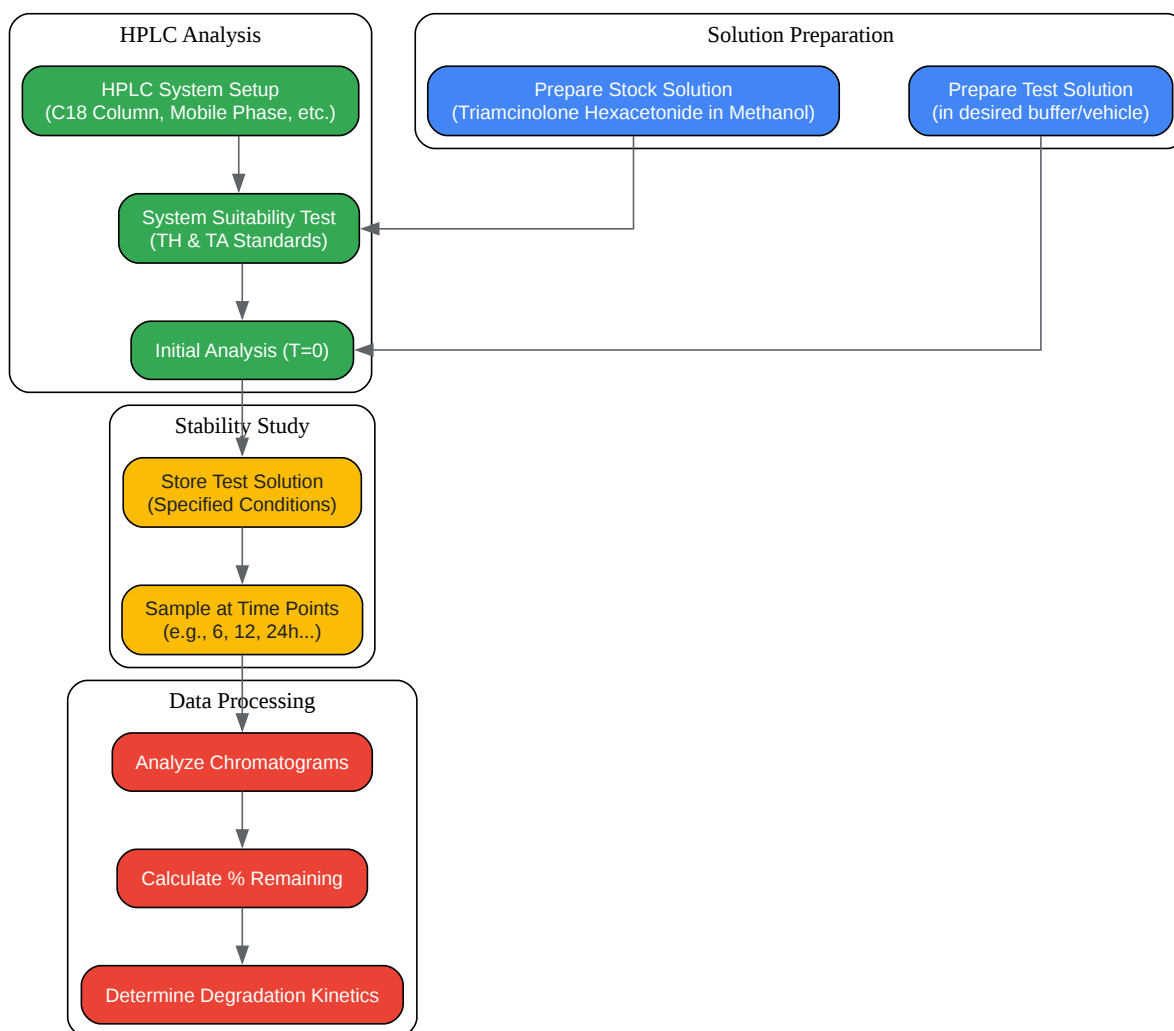 HPLC Analysis
HPLC System Setup
(C18 Column, Mobile Phase, etc.)
System Suitability Test
(TH & TA Standards)
Initial Analysis (T=0)
Solution Preparation
Prepare Stock Solution
(Triamcinolone Hexacetonide in Methanol)
Prepare Test Solution
(in desired buffer/vehicle)
Stability Study
Store Test Solution
(Specified Conditions)
Sample at Time Points
(e.g., 6, 12, 24h...)
Data Processing
Analyze Chromatograms
Calculate % Remaining
Determine Degradation Kinetics